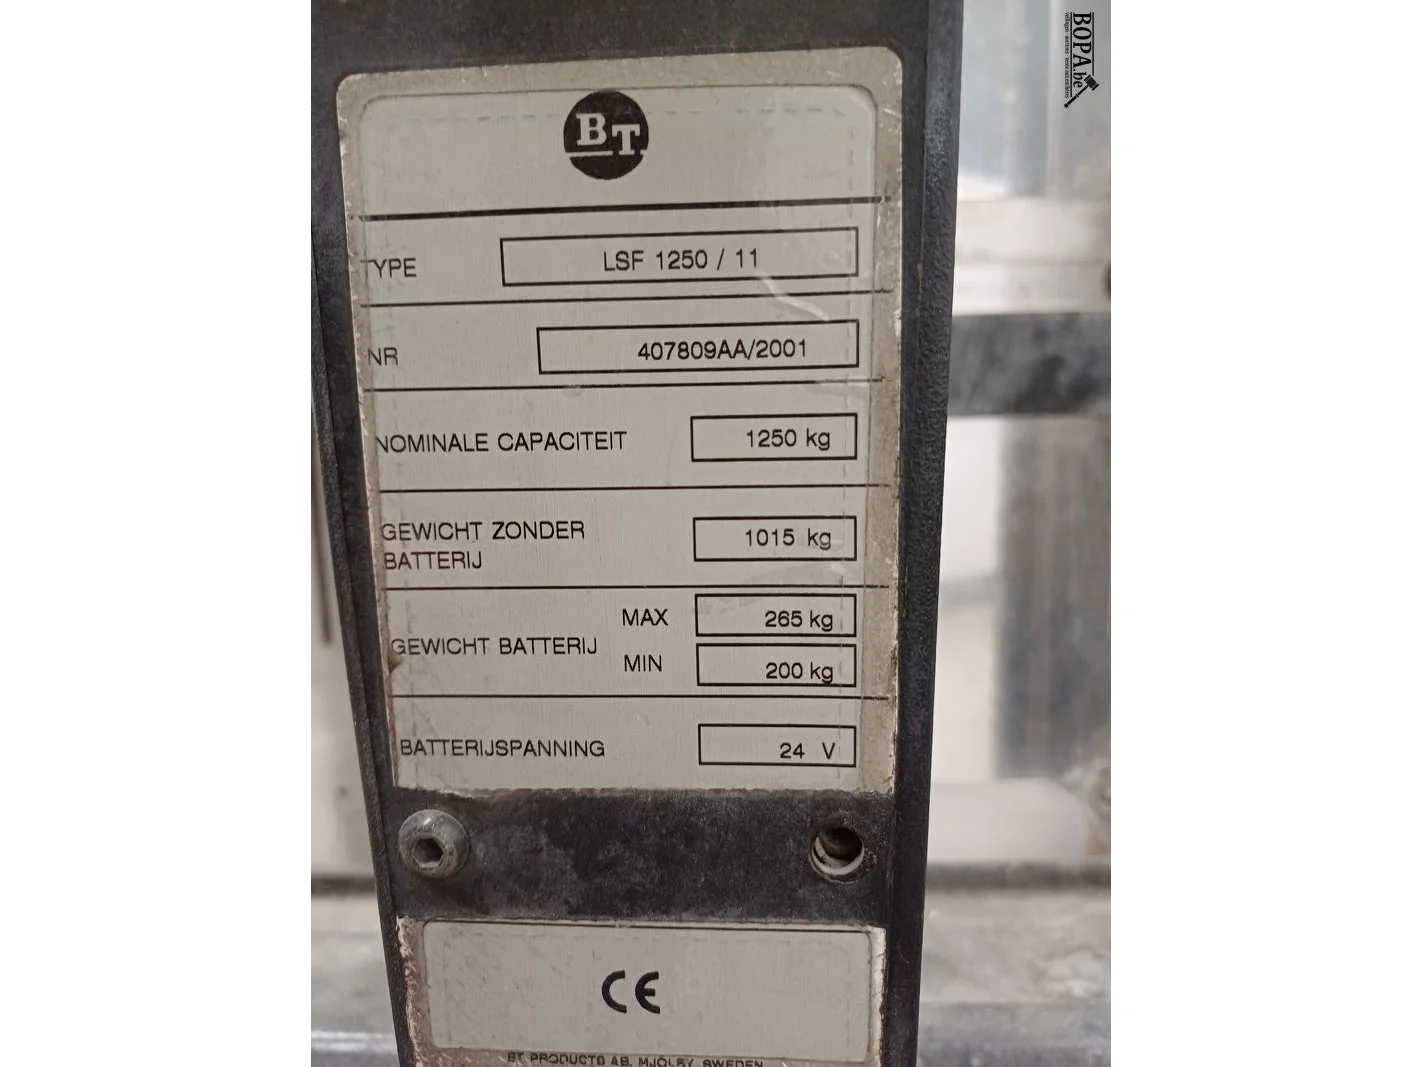 BOPA.be
BT
TYPE LSF 1250 / 11
NR 407809AA/2001
NOMINALE CAPACITEIT 1250 kg
GEWICHT ZONDER BATTERIJ 1015 kg
GEWICHT BATTERIJ MAX 265 kg
MIN 200 kg
BATTERIJSPANNING 24 V
CE
BT PRODUCTS AB, MJÖLBY, SWEDEN